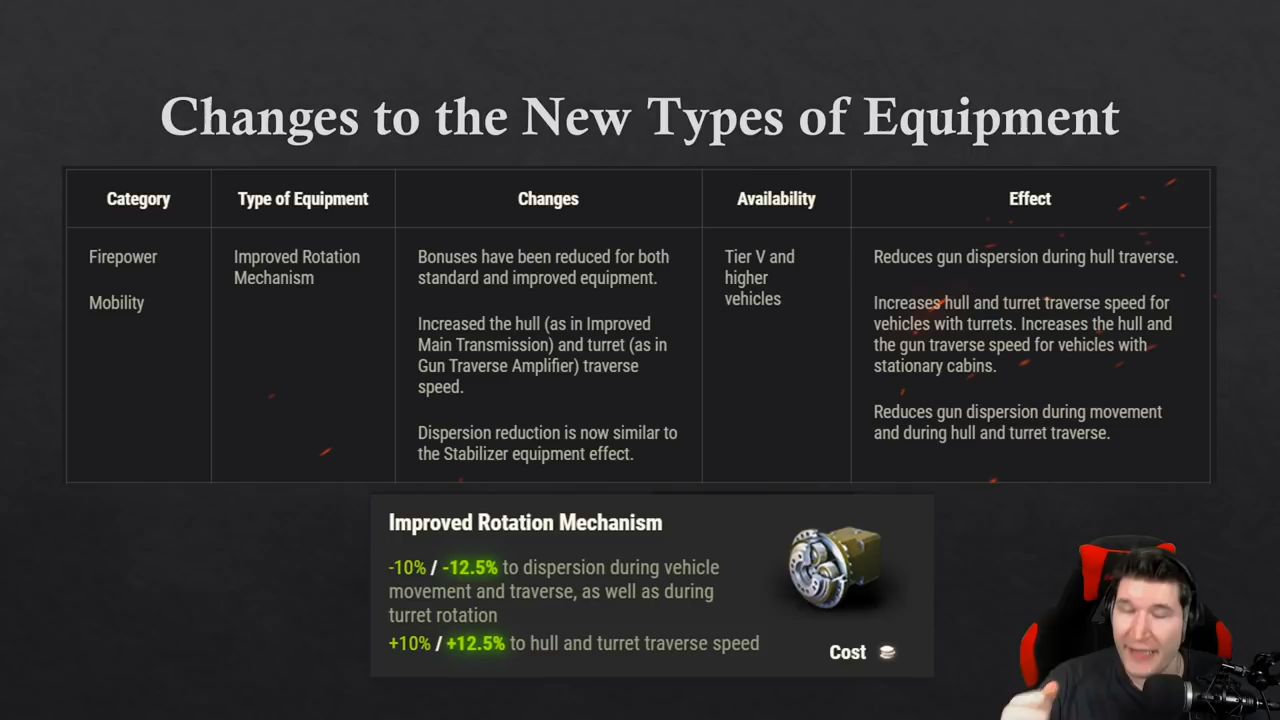 Changes to the New Types of Equipment
Category
Type of Equipment
Changes
Availability
Effect
Firepower
Mobility
Improved Rotation
Mechanism
Bonuses have been reduced for both
standard and improved equipment.
Increased the hull (as in Improved
Main Transmission) and turret (as in
Gun Traverse Amplifier) traverse
speed.
Dispersion reduction is now similar to
the Stabilizer equipment effect.
Tier V and
higher
vehicles
Reduces gun dispersion during hull traverse.
Increases hull and turret traverse speed for
vehicles with turrets. Increases the hull and
the gun traverse speed for vehicles with
stationary cabins.
Reduces gun dispersion during movement
and during hull and turret traverse.
Improved Rotation Mechanism
-10% / -12.5% to dispersion during vehicle
movement and traverse, as well as during
turret rotation
+10% / +12.5% to hull and turret traverse speed
Cost